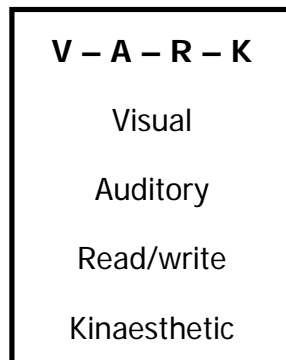 V – A – R – K
Visual
Auditory
Read/write
Kinaesthetic